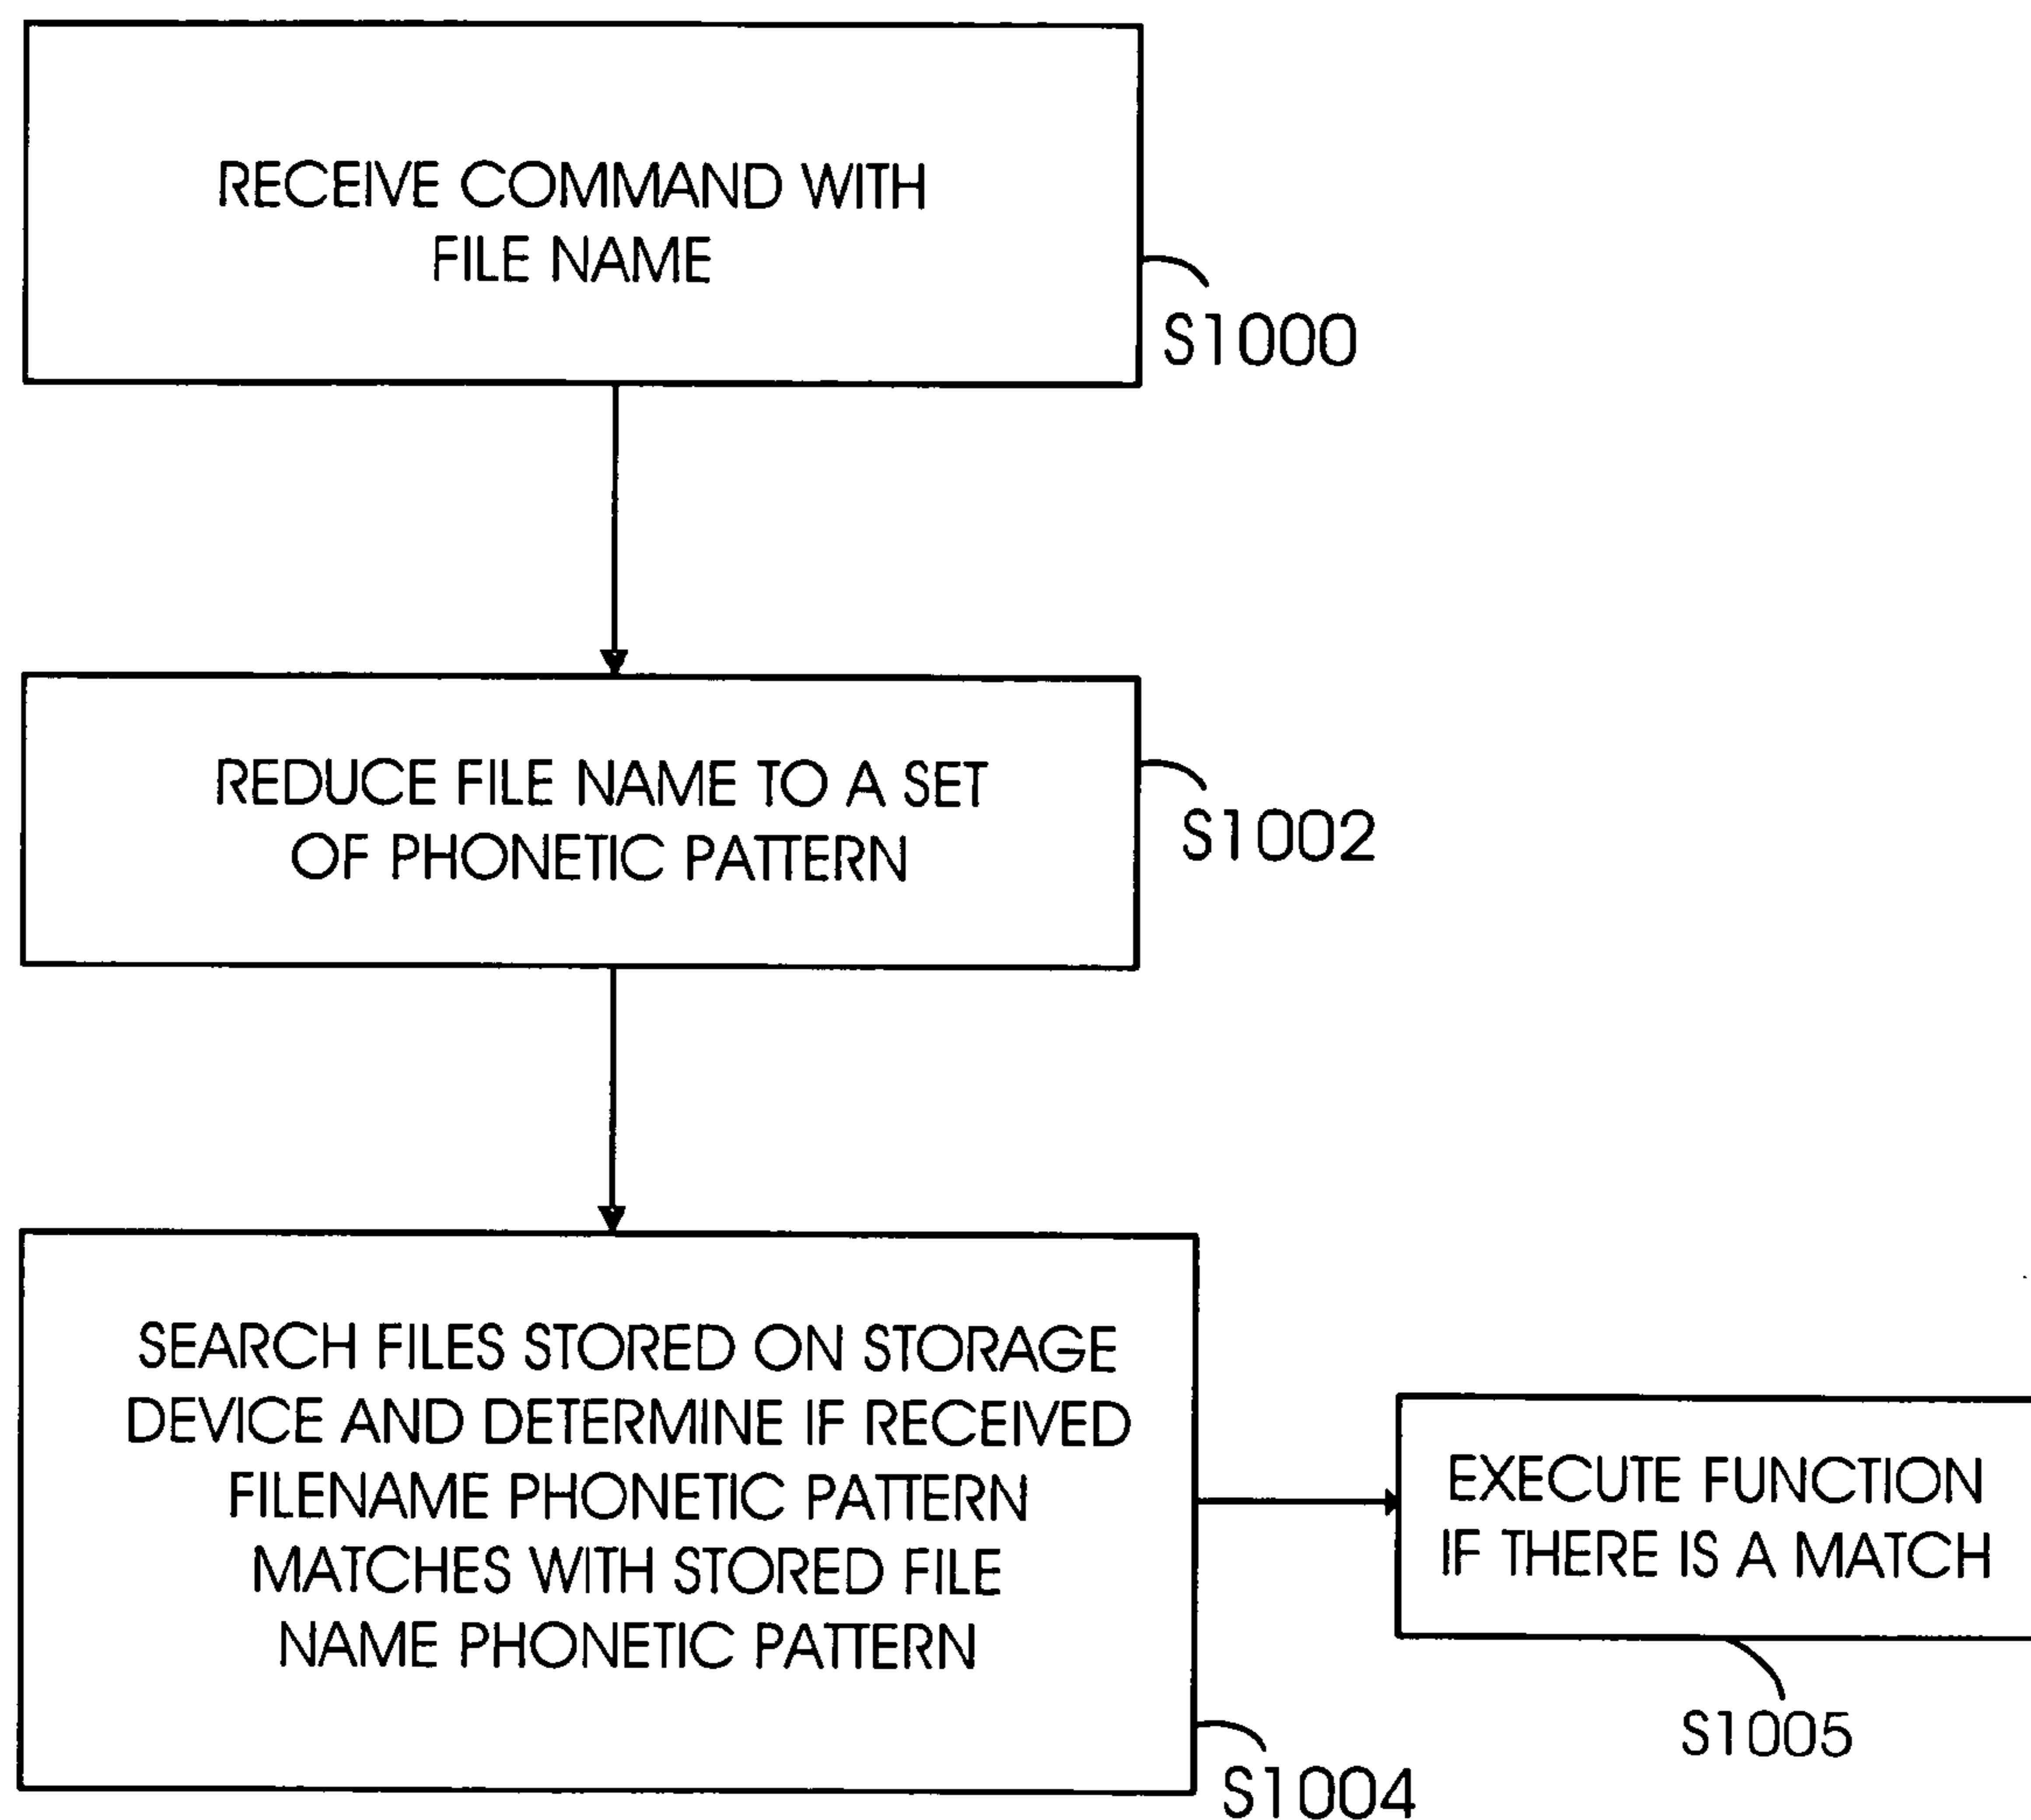 RECEIVE COMMAND WITH
FILE NAME
S1000
REDUCE FILE NAME TO A SET
OF PHONETIC PATTERN
S1002
SEARCH FILES STORED ON STORAGE
DEVICE AND DETERMINE IF RECEIVED
FILENAME PHONETIC PATTERN
MATCHES WITH STORED FILE
NAME PHONETIC PATTERN
S1004
EXECUTE FUNCTION
IF THERE IS A MATCH
S1005